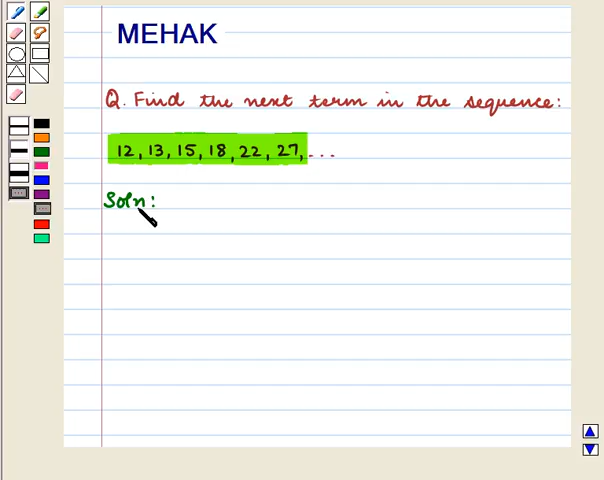 MEHAK
Q. Find the next term in the sequence:
12, 13, 15, 18, 22, 27, ...
Soln: